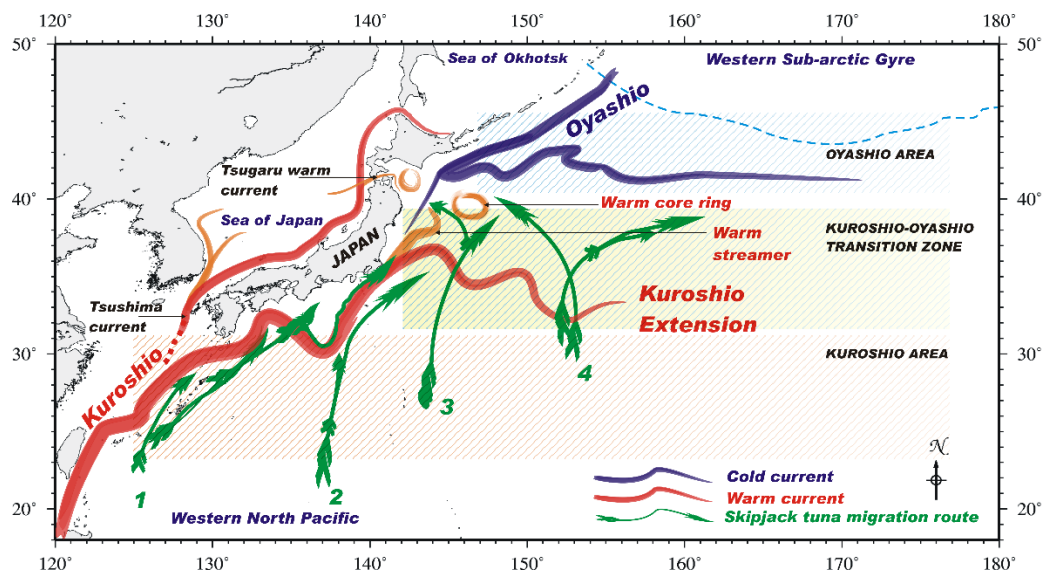 120° 130° 140° 150° 160° 170° 180°
50° 50°
Sea of Okhotsk
Western Sub-arctic Gyre
Oyashio
OYASHIO AREA
Tsugaru warm
current
40° 40°
Warm core ring
Sea of Japan
JAPAN
KUROSHIO-OYASHIO
TRANSITION ZONE
Warm
streamer
Tsushima
current
Kuroshio
Extension
30° 30°
KUROSHIO AREA
Kuroshio
1
2
3
4
N
Cold current
Warm current
Skipjack tuna migration route
Western North Pacific
20° 20°
120° 130° 140° 150° 160° 170° 180°